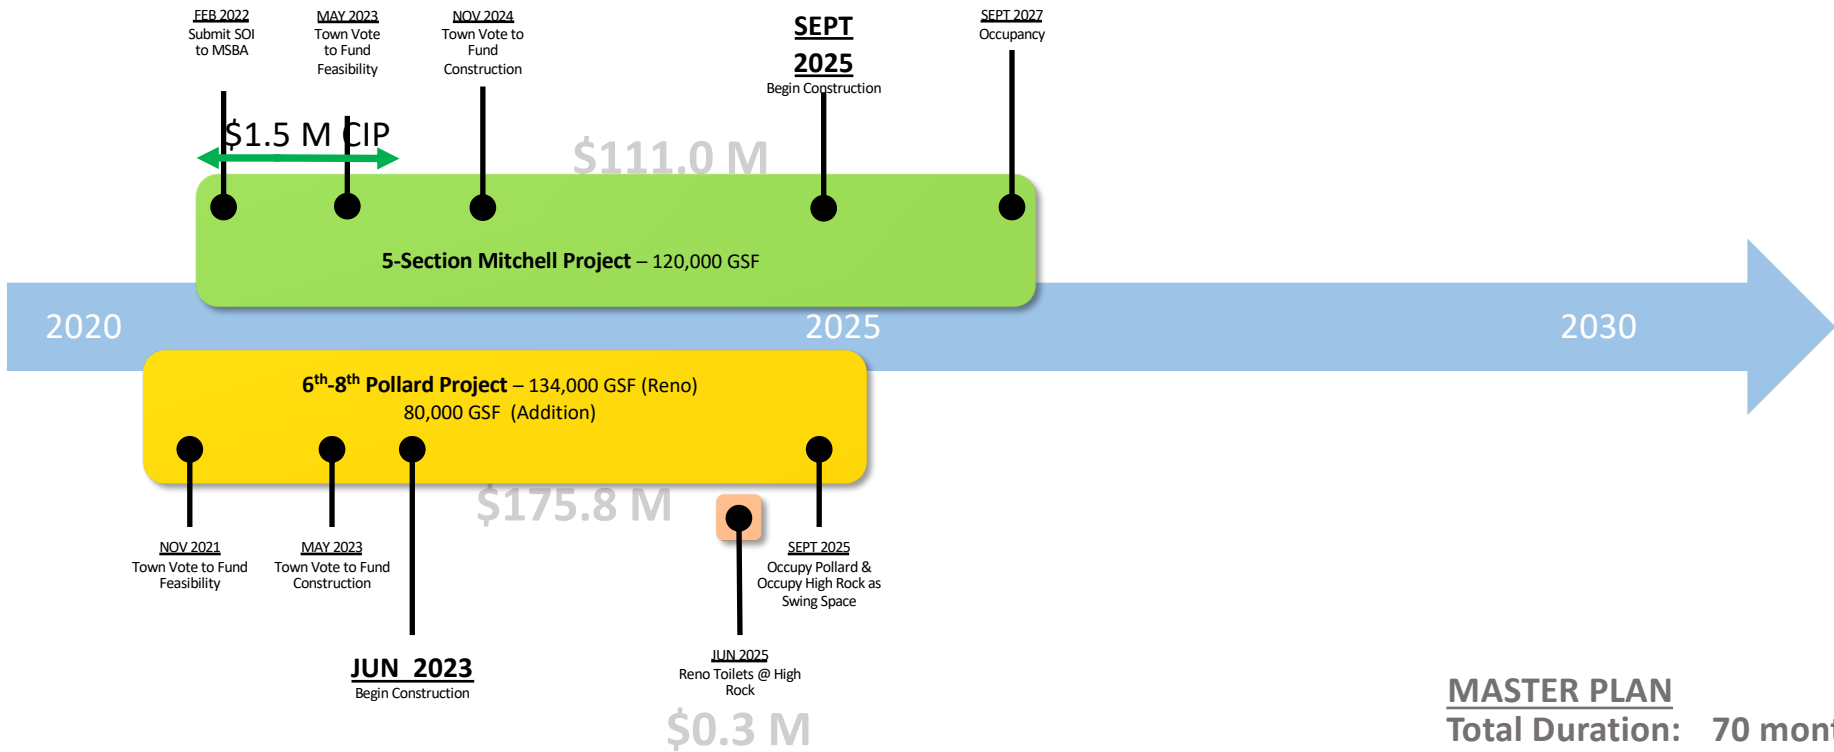 FEB 2022
Submit SOI
to MSBA
MAY 2023
Town Vote
to Fund
Feasibility
NOV 2024
Town Vote to
Fund
Construction
SEPT
2025
Begin Construction
SEPT 2027
Occupancy
$1.5 M CIP
$111.0 M
5-Section Mitchell Project – 120,000 GSF
2020
2025
2030
6th-8th Pollard Project – 134,000 GSF (Reno)
80,000 GSF (Addition)
$175.8 M
NOV 2021
Town Vote to Fund
Feasibility
MAY 2023
Town Vote to Fund
Construction
JUN 2023
Begin Construction
JUN 2025
Reno Toilets @ High
Rock
SEPT 2025
Occupy Pollard &
Occupy High Rock as
Swing Space
$0.3 M
MASTER PLAN
Total Duration: 70 mont